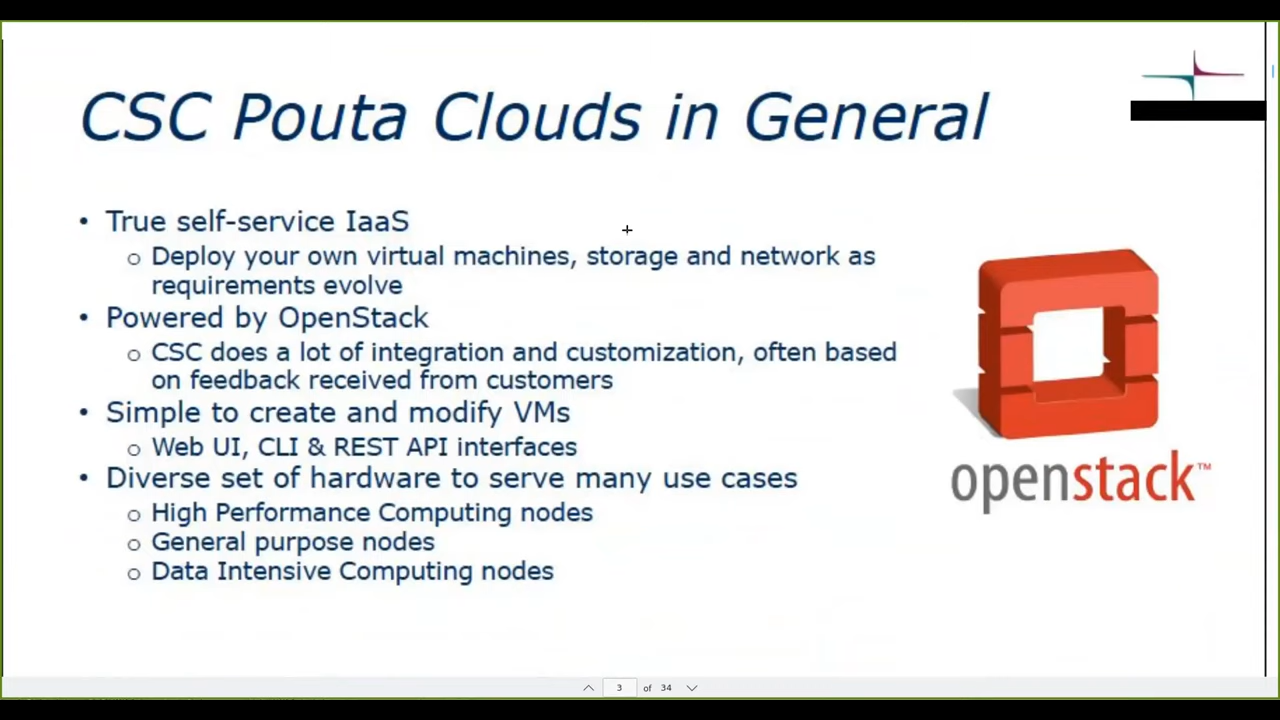 CSC Pouta Clouds in General
• True self-service IaaS
o Deploy your own virtual machines, storage and network as
requirements evolve
• Powered by OpenStack
o CSC does a lot of integration and customization, often based
on feedback received from customers
• Simple to create and modify VMs
o Web UI, CLI & REST API interfaces
• Diverse set of hardware to serve many use cases
o High Performance Computing nodes
o General purpose nodes
o Data Intensive Computing nodes
openstack™
3 of 34